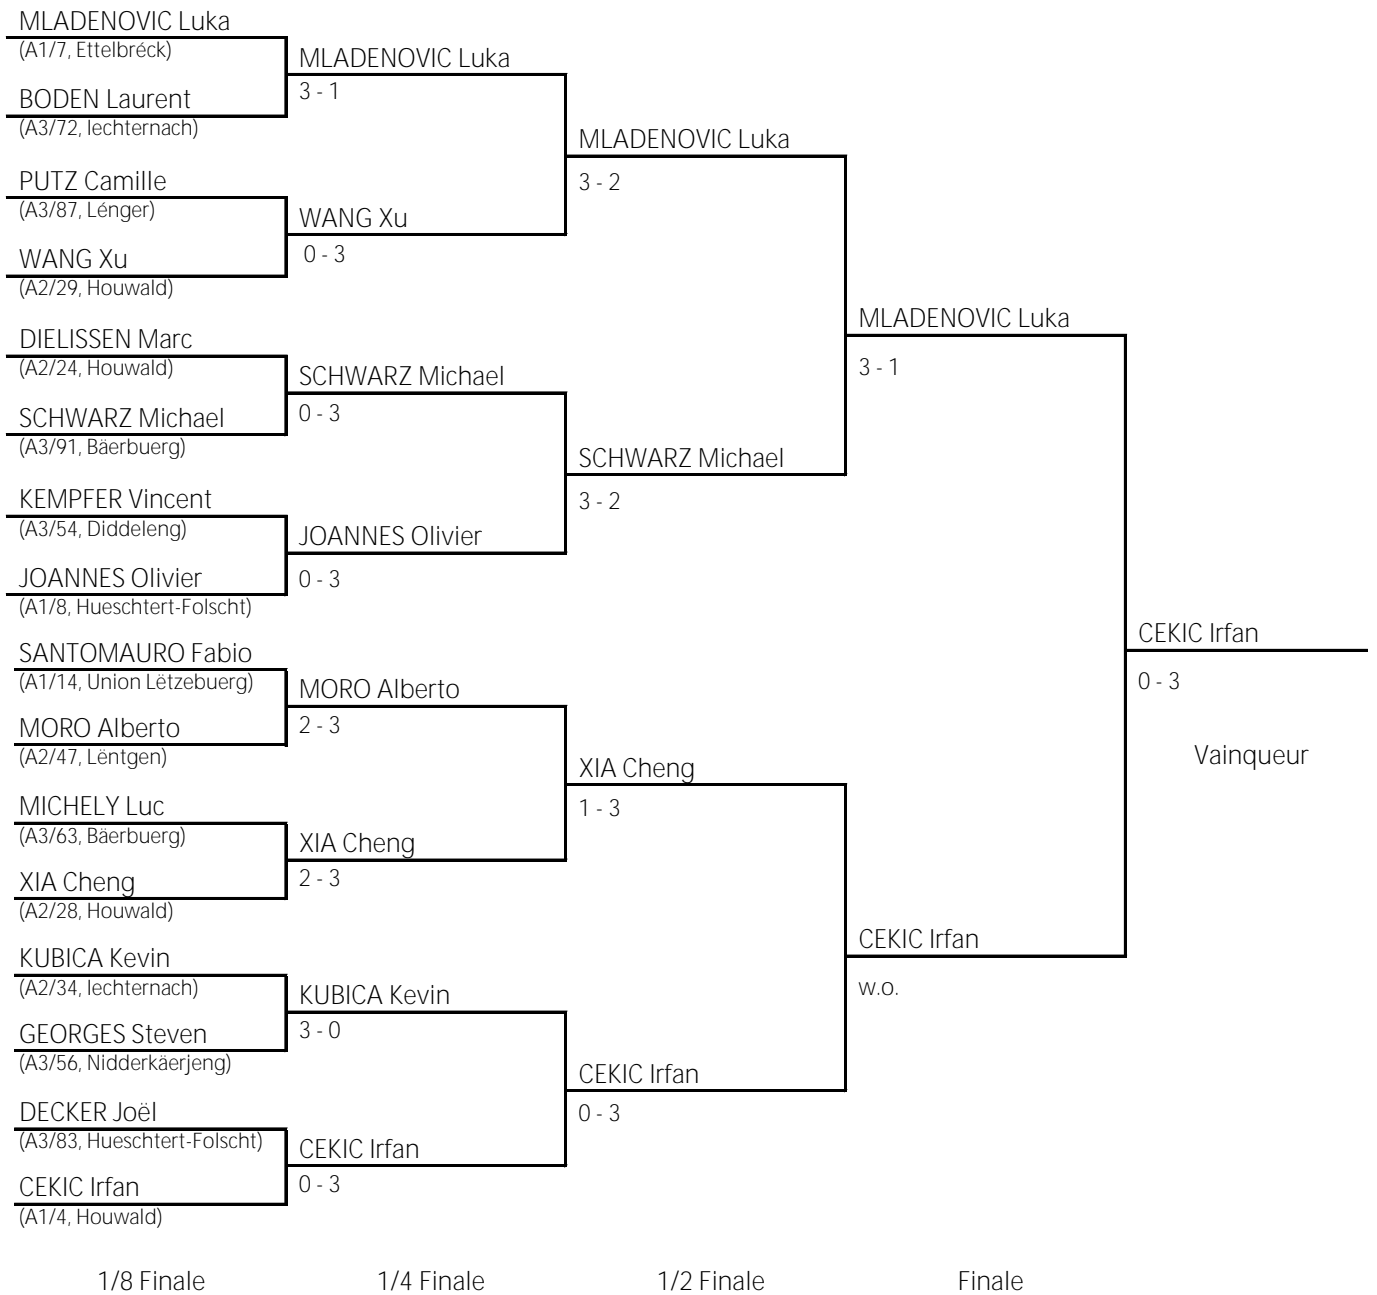 MLADENOVIC Luka
(A1/7, Ettelbréck)
BODEN Laurent
(A3/72, Iechternach)
PUTZ Camille
(A3/87, Lénger)
WANG Xu
(A2/29, Houwald)
DIELISSEN Marc
(A2/24, Houwald)
SCHWARZ Michael
(A3/91, Bäerbuerg)
KEMPFER Vincent
(A3/54, Diddeleng)
JOANNES Olivier
(A1/8, Hueschtert-Folscht)
SANTOMAURO Fabio
(A1/14, Union Lëtzebuerg)
MORO Alberto
(A2/47, Lëntgen)
MICHELY Luc
(A3/63, Bäerbuerg)
XIA Cheng
(A2/28, Houwald)
KUBICA Kevin
(A2/34, Iechternach)
GEORGES Steven
(A3/56, Nidderkäerjeng)
DECKER Joël
(A3/83, Hueschtert-Folscht)
CEKIC Irfan
(A1/4, Houwald)
1/8 Finale
MLADENOVIC Luka
3 - 1
WANG Xu
0 - 3
SCHWARZ Michael
0 - 3
JOANNES Olivier
0 - 3
MORO Alberto
2 - 3
XIA Cheng
2 - 3
KUBICA Kevin
3 - 0
CEKIC Irfan
0 - 3
1/4 Finale
MLADENOVIC Luka
3 - 2
SCHWARZ Michael
3 - 2
XIA Cheng
1 - 3
CEKIC Irfan
0 - 3
1/2 Finale
MLADENOVIC Luka
3 - 1
CEKIC Irfan
w.o.
Finale
CEKIC Irfan
0 - 3
Vainqueur